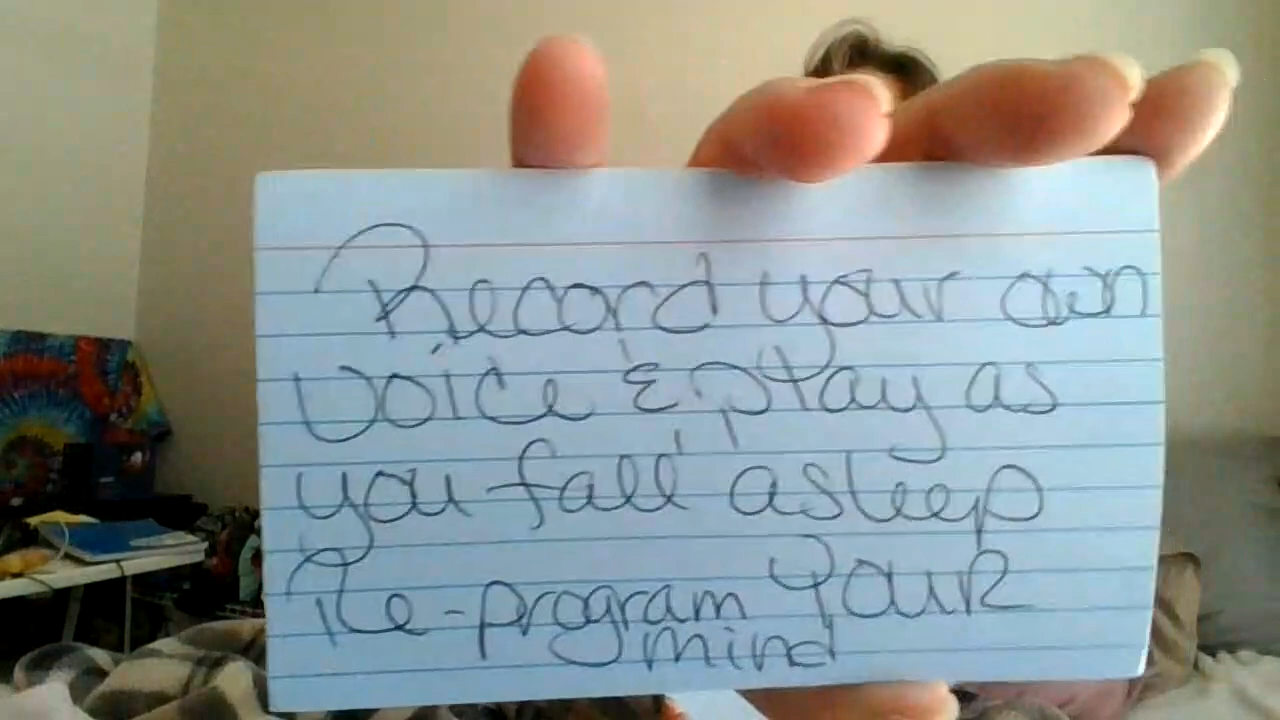 Record your own
voice & play as
you fall asleep
Re-program Your
mind